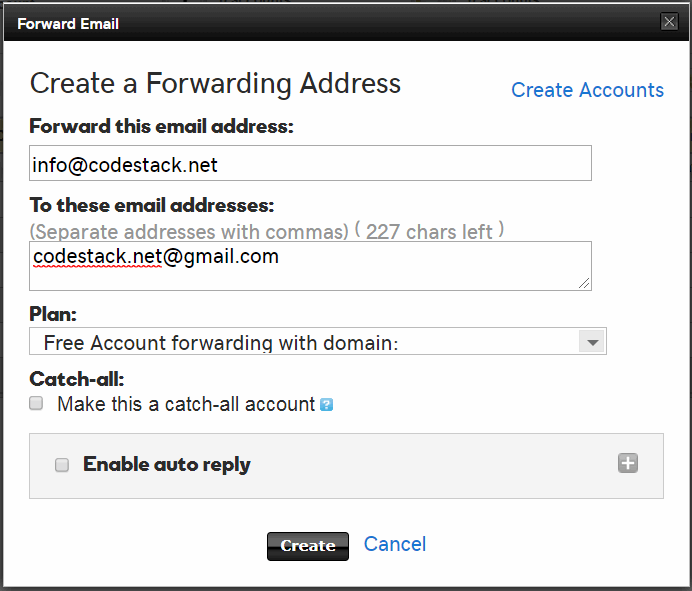 Forward Email
Create a Forwarding Address
Create Accounts
Forward this email address:
info@codestack.net
To these email addresses:
(Separate addresses with commas) ( 227 chars left )
codestack.net@gmail.com
Plan:
Free Account forwarding with domain:
Catch-all:
Make this a catch-all account ?
Enable auto reply
Create Cancel